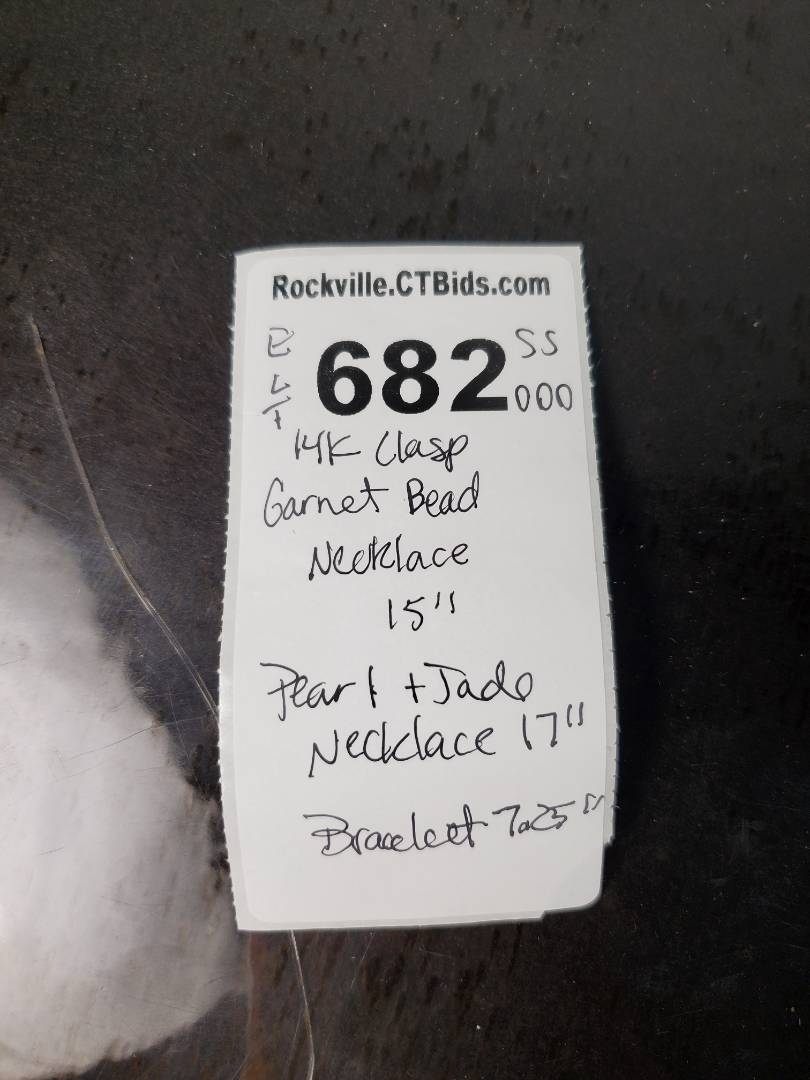 Rockville.CTBids.com
682 SS
000
14K Clasp
Garnet Bead
Necklace
15"
Pearl + Jade
Necklace 17"
Bracelet 7.25"